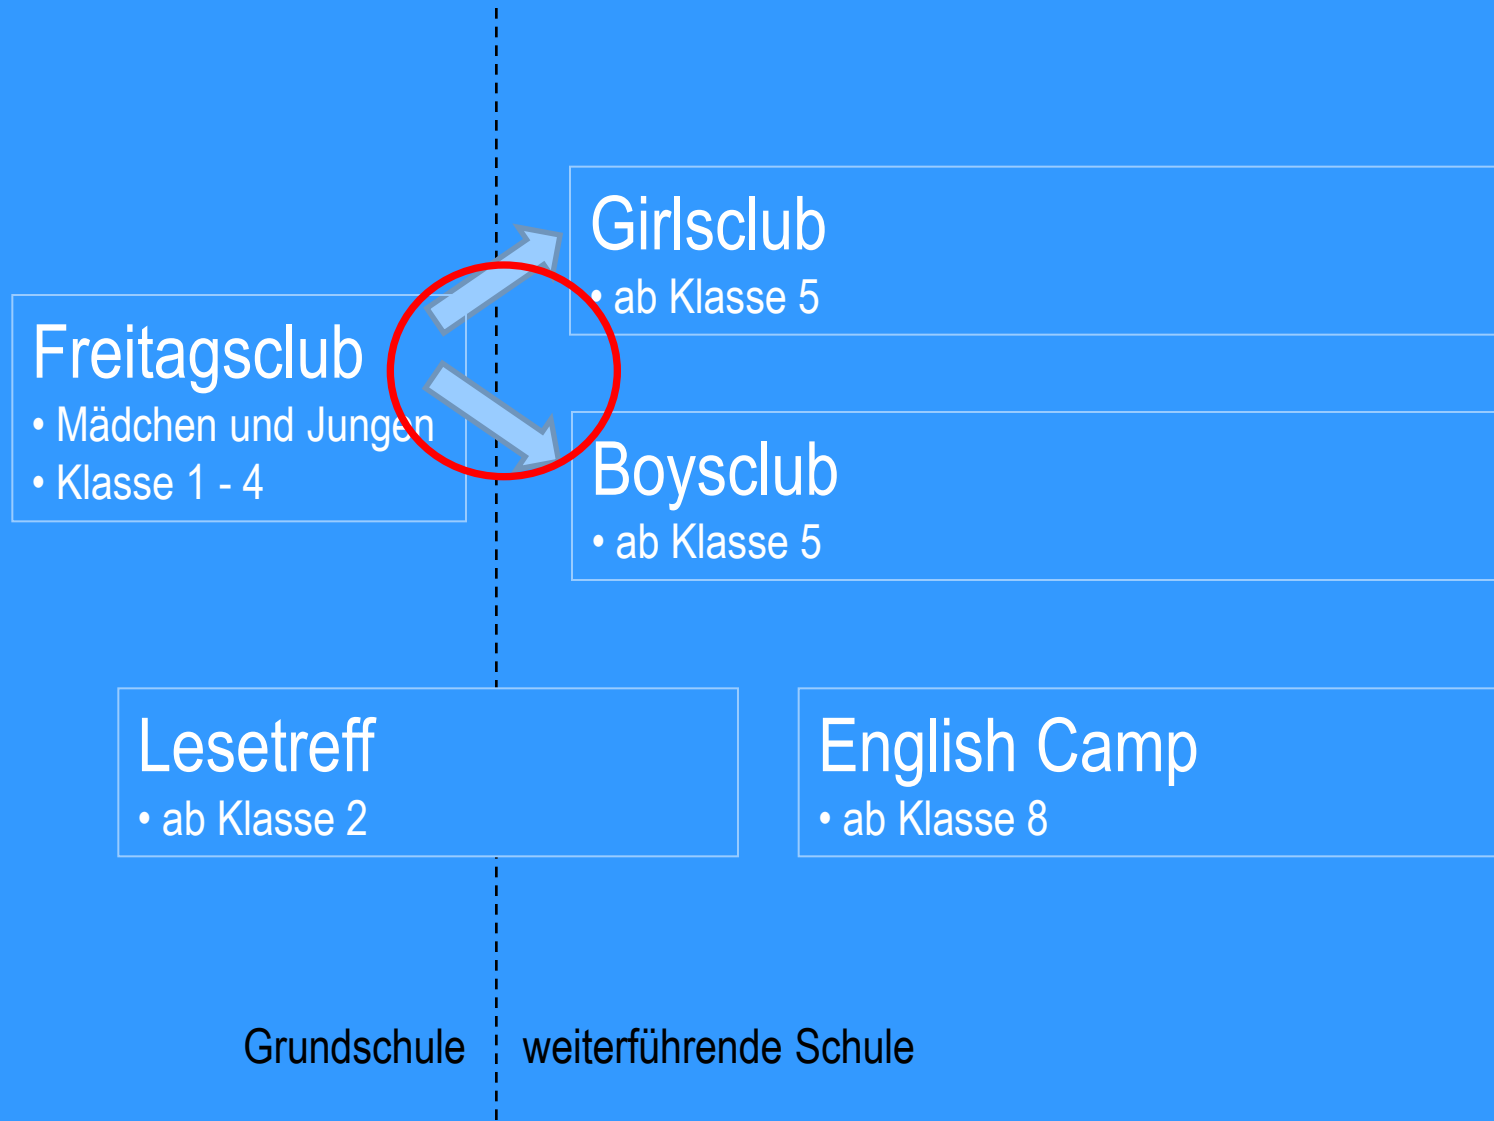 Girlsclub
• ab Klasse 5
Freitagsclub
• Mädchen und Jungen
• Klasse 1 - 4
Boysclub
• ab Klasse 5
Lesetreff
• ab Klasse 2
English Camp
• ab Klasse 8
Grundschule
weiterführende Schule